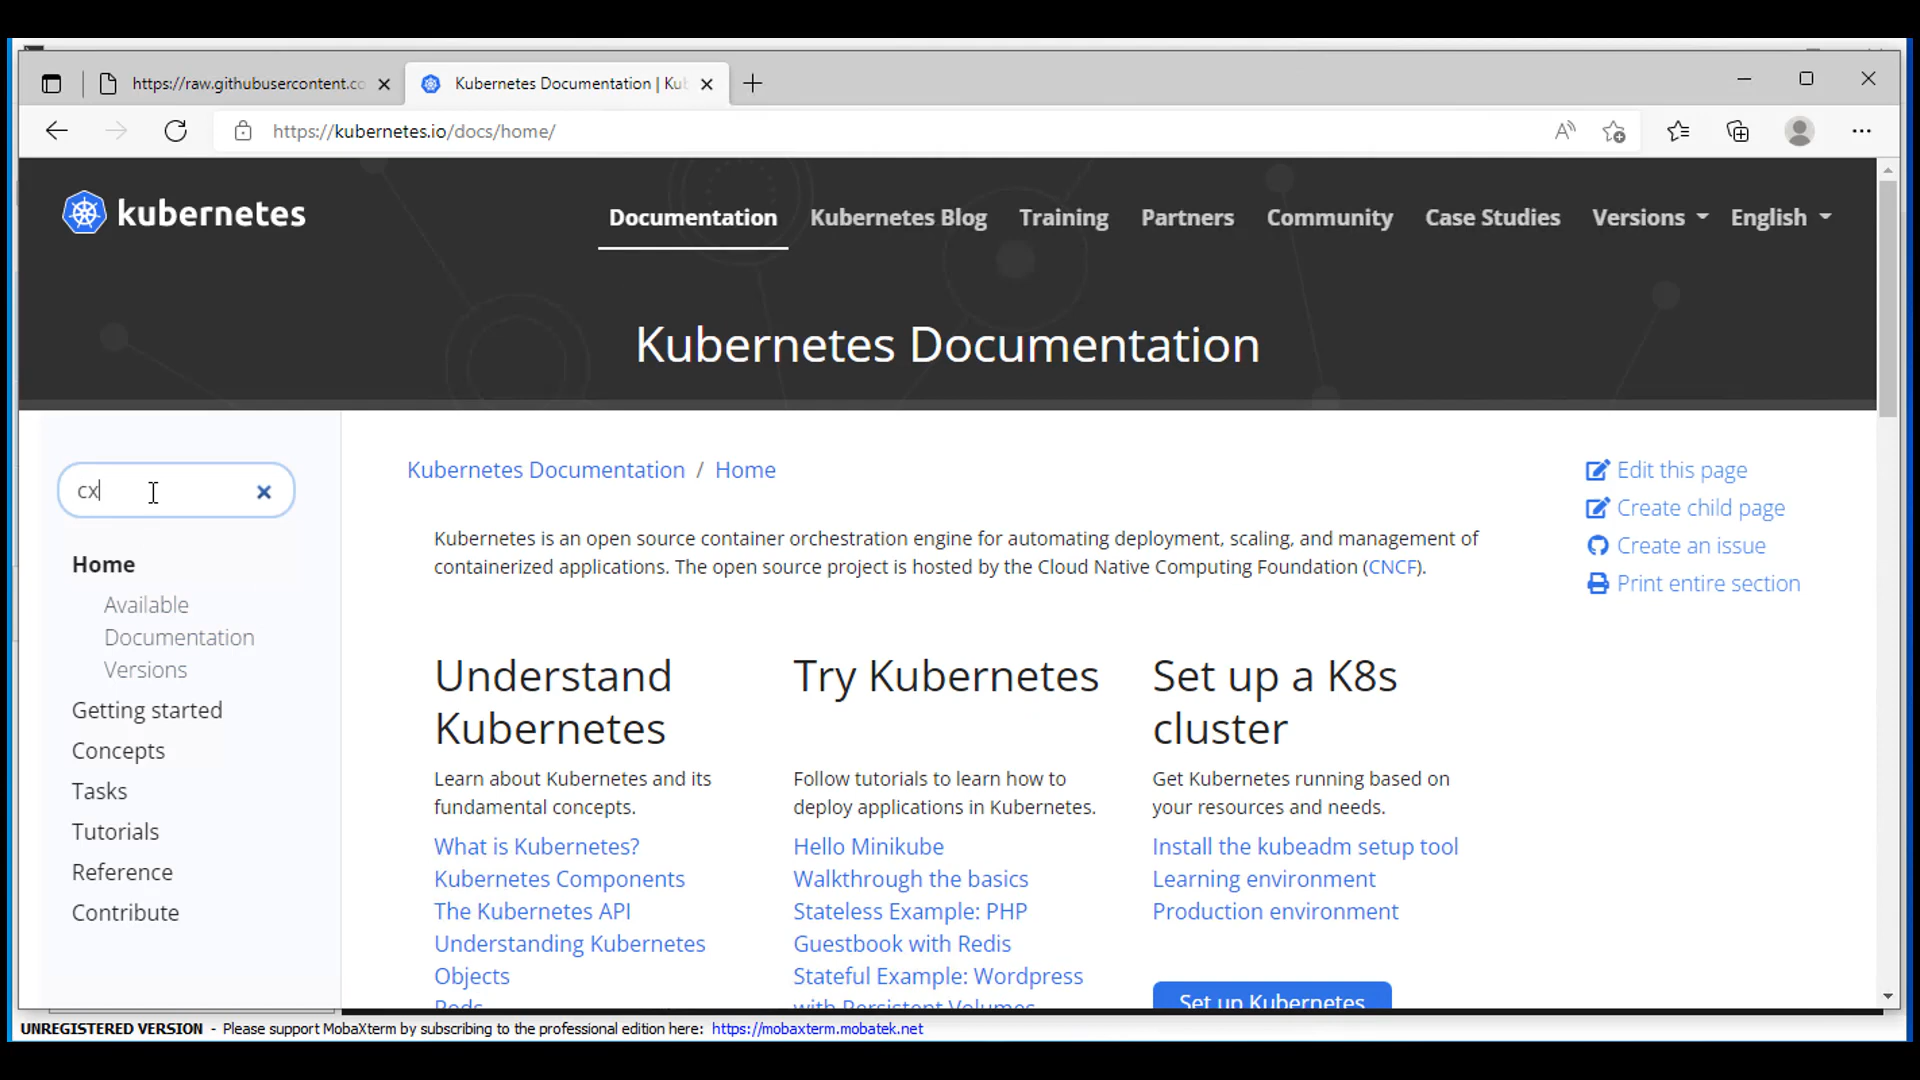 https://raw.githubusercontent.co
Kubernetes Documentation | Kub
https://kubernetes.io/docs/home/
kubernetes
Documentation
Kubernetes Blog
Training
Partners
Community
Case Studies
Versions
English
Kubernetes Documentation
cx
Home
Available
Documentation
Versions
Getting started
Concepts
Tasks
Tutorials
Reference
Contribute
Kubernetes Documentation / Home
Kubernetes is an open source container orchestration engine for automating deployment, scaling, and management of
containerized applications. The open source project is hosted by the Cloud Native Computing Foundation (CNCF).
Understand
Kubernetes
Learn about Kubernetes and its
fundamental concepts.
What is Kubernetes?
Kubernetes Components
The Kubernetes API
Understanding Kubernetes
Objects
Pods
Try Kubernetes
Follow tutorials to learn how to
deploy applications in Kubernetes.
Hello Minikube
Walkthrough the basics
Stateless Example: PHP
Guestbook with Redis
Stateful Example: Wordpress
with Persistent Volumes
Set up a K8s
cluster
Get Kubernetes running based on
your resources and needs.
Install the kubeadm setup tool
Learning environment
Production environment
Set up Kubernetes
Edit this page
Create child page
Create an issue
Print entire section
UNREGISTERED VERSION - Please support MobaXterm by subscribing to the professional edition here: https://mobaxterm.mobatek.net